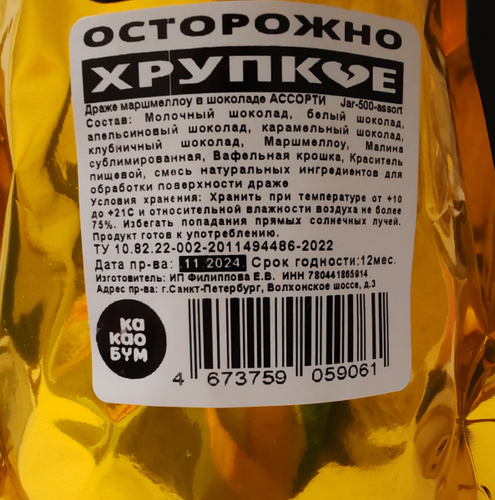 ОСТОРОЖНО
ХРУПКОЕ
Драже маршмеллоу в шоколаде АССОРТИ Jar-500-assort
Состав: Молочный шоколад, белый шоколад,
апельсиновый шоколад, карамельный шоколад,
клубничный шоколад, Маршмеллоу, Малина
сублимированная, Вафельная крошка, Краситель
пищевой, смесь натуральных ингредиентов для
обработки поверхности драже
Условия хранения: Хранить при температуре от +10
до +21С и относительной влажности воздуха не более
75%. Избегать попадания прямых солнечных лучей.
Продукт готов к употреблению.
ТУ 10.82.22-002-2011494486-2022
Дата пр-ва: 11.2024 Срок годности:12мес.
Изготовитель: ИП Филиппова Е.В. ИНН 780441865914
Адрес пр-ва: г.Санкт-Петербург, Волхонское шоссе, д.3
КА
КАО
БУМ
4 673759 059061